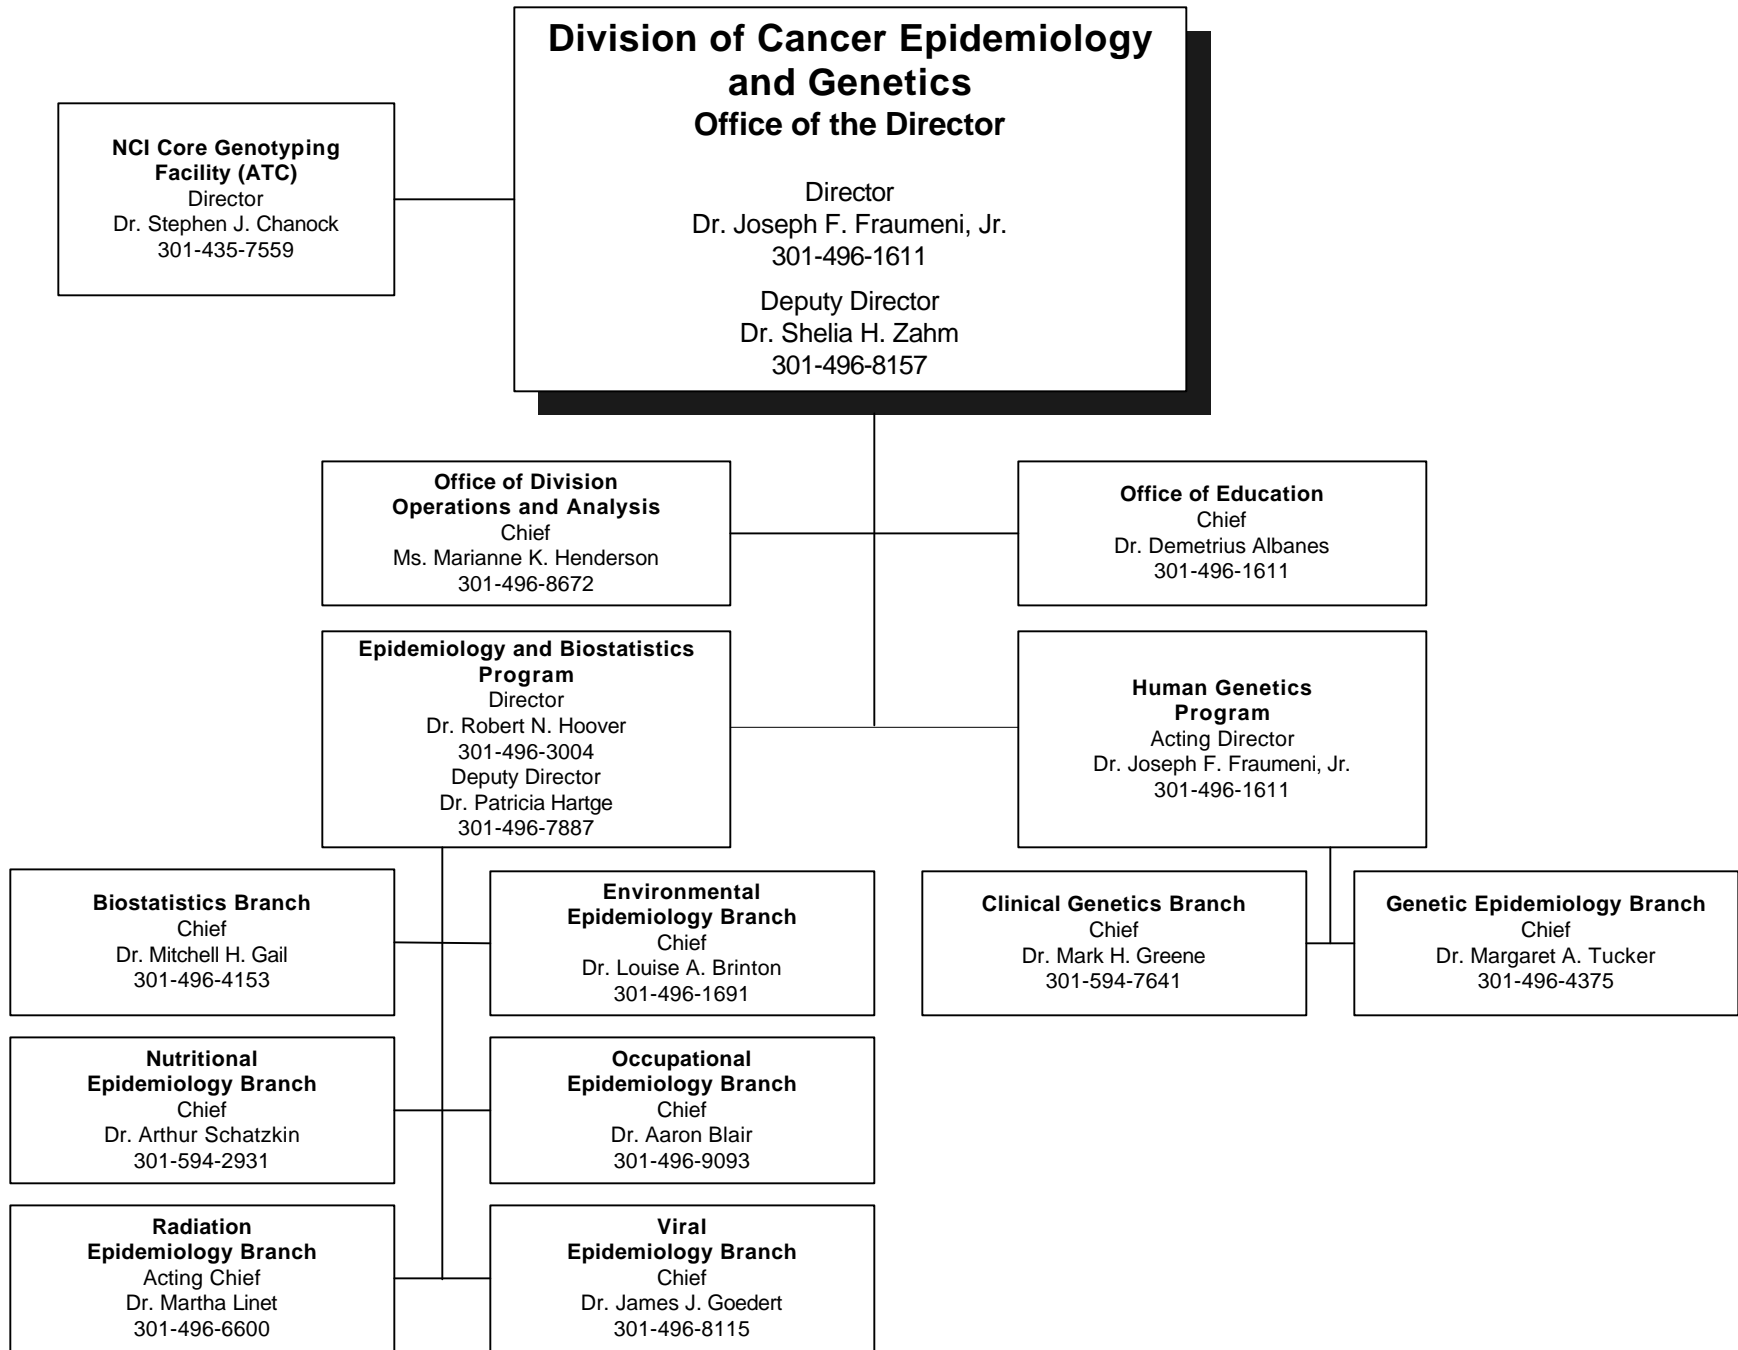 Division of Cancer Epidemiology
and Genetics
Office of the Director
Director
Dr. Joseph F. Fraumeni, Jr.
301-496-1611
Deputy Director
Dr. Shelia H. Zahm
301-496-8157
NCI Core Genotyping
Facility (ATC)
Director
Dr. Stephen J. Chanock
301-435-7559
Office of Division
Operations and Analysis
Chief
Ms. Marianne K. Henderson
301-496-8672
Office of Education
Chief
Dr. Demetrius Albanes
301-496-1611
Epidemiology and Biostatistics
Program
Director
Dr. Robert N. Hoover
301-496-3004
Deputy Director
Dr. Patricia Hartge
301-496-7887
Human Genetics
Program
Acting Director
Dr. Joseph F. Fraumeni, Jr.
301-496-1611
Biostatistics Branch
Chief
Dr. Mitchell H. Gail
301-496-4153
Environmental
Epidemiology Branch
Chief
Dr. Louise A. Brinton
301-496-1691
Clinical Genetics Branch
Chief
Dr. Mark H. Greene
301-594-7641
Genetic Epidemiology Branch
Chief
Dr. Margaret A. Tucker
301-496-4375
Nutritional
Epidemiology Branch
Chief
Dr. Arthur Schatzkin
301-594-2931
Occupational
Epidemiology Branch
Chief
Dr. Aaron Blair
301-496-9093
Radiation
Epidemiology Branch
Acting Chief
Dr. Martha Linet
301-496-6600
Viral
Epidemiology Branch
Chief
Dr. James J. Goedert
301-496-8115